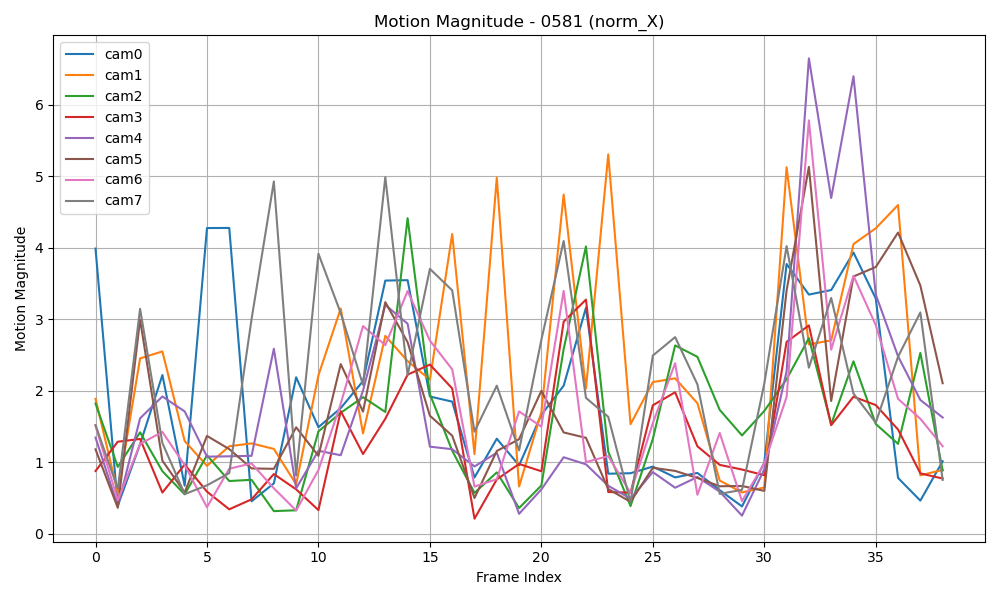 Motion Magnitude - 0581 (norm_X)
cam0
cam1
cam2
cam3
cam4
cam5
cam6
cam7
Motion Magnitude
6
5
4
3
2
1
0
0 5 10 15 20 25 30 35
Frame Index